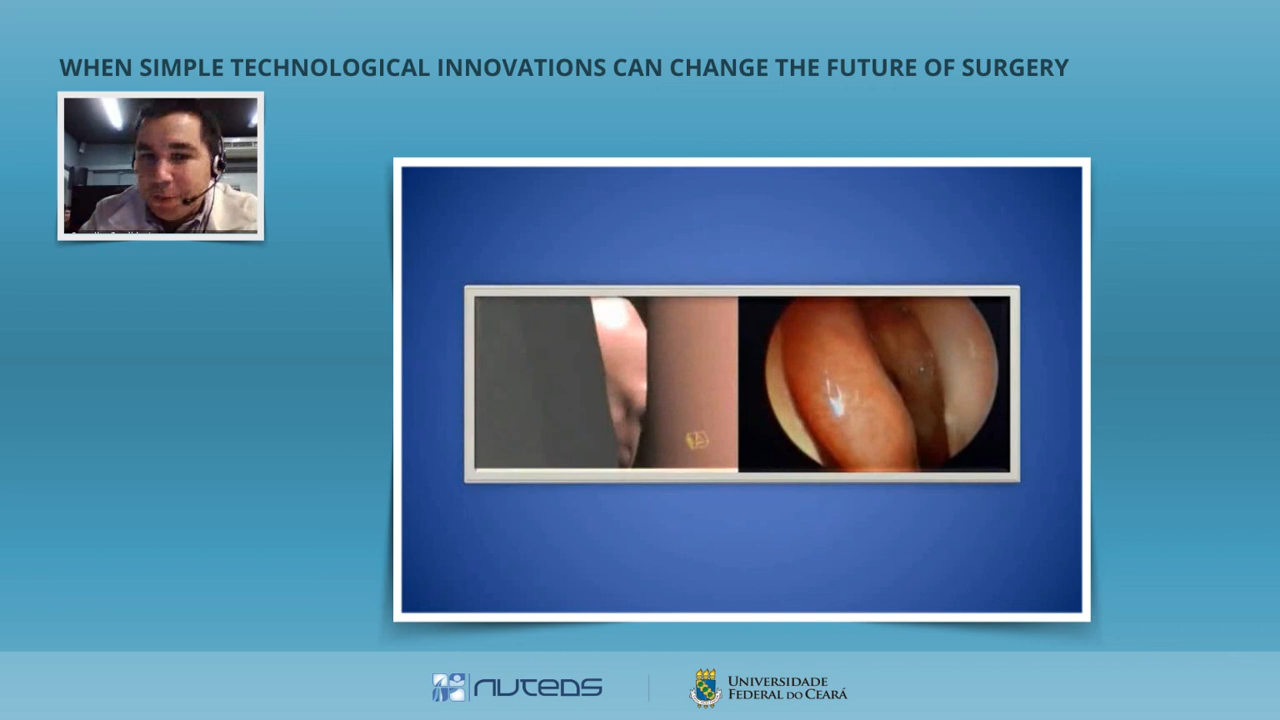 WHEN SIMPLE TECHNOLOGICAL INNOVATIONS CAN CHANGE THE FUTURE OF SURGERY
NUTEDS
UNIVERSIDADE
FEDERAL DO CEARÁ